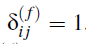 δ_{ij}^{(f)} = 1.